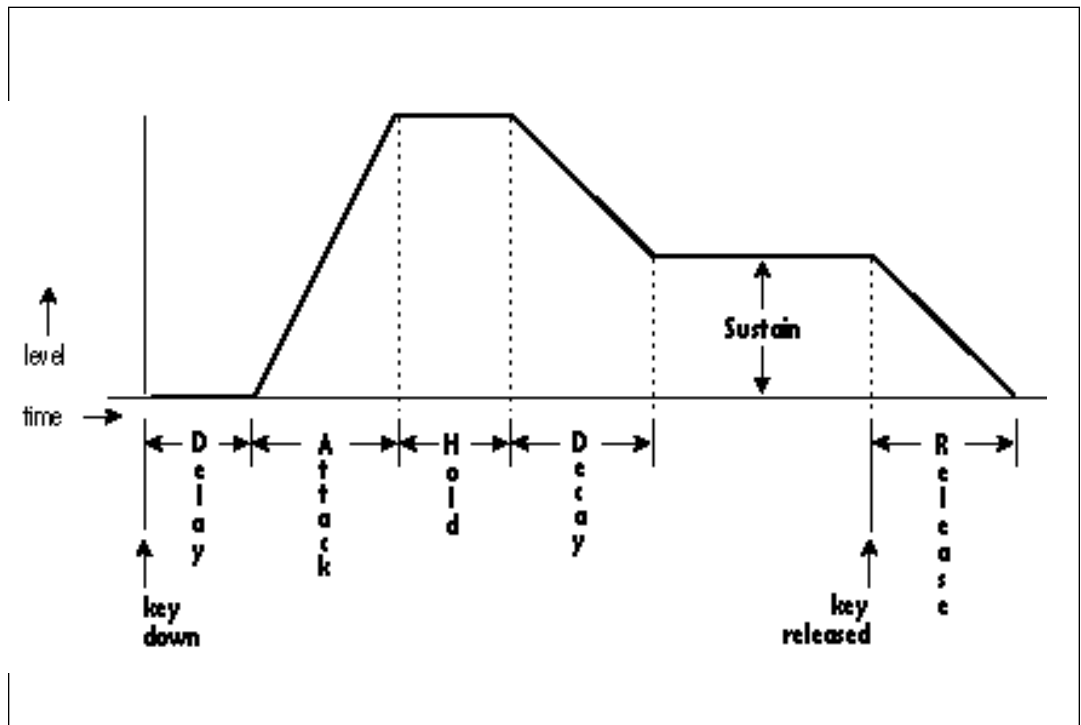 level
time
Sustain
Delay
Attack
Hold
Decay
Release
key
down
key
released